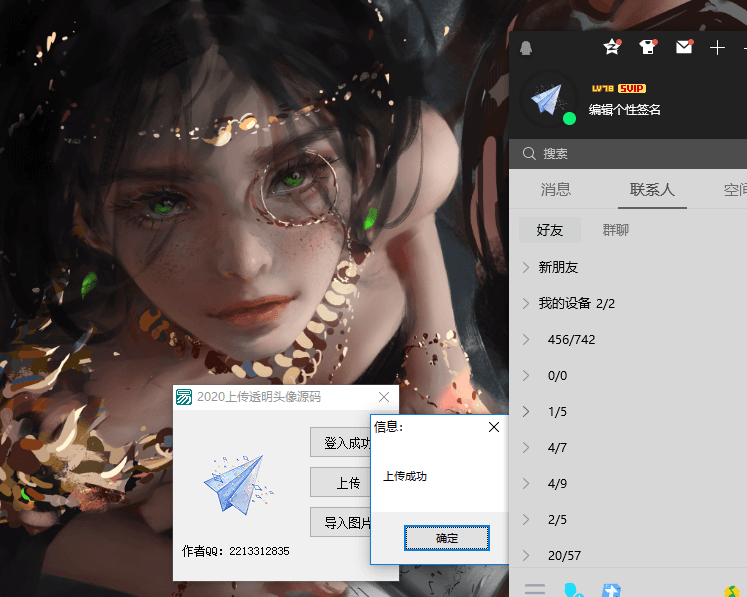 LV78 SVIP
编辑个性签名
搜索
消息 联系人 空间
好友 群聊
新朋友
我的设备 2/2
456/742
0/0
1/5
4/7
4/9
2/5
20/57
2020上传透明头像源码
登入成功
上传
导入图片
作者QQ: 2213312835
信息:
上传成功
确定